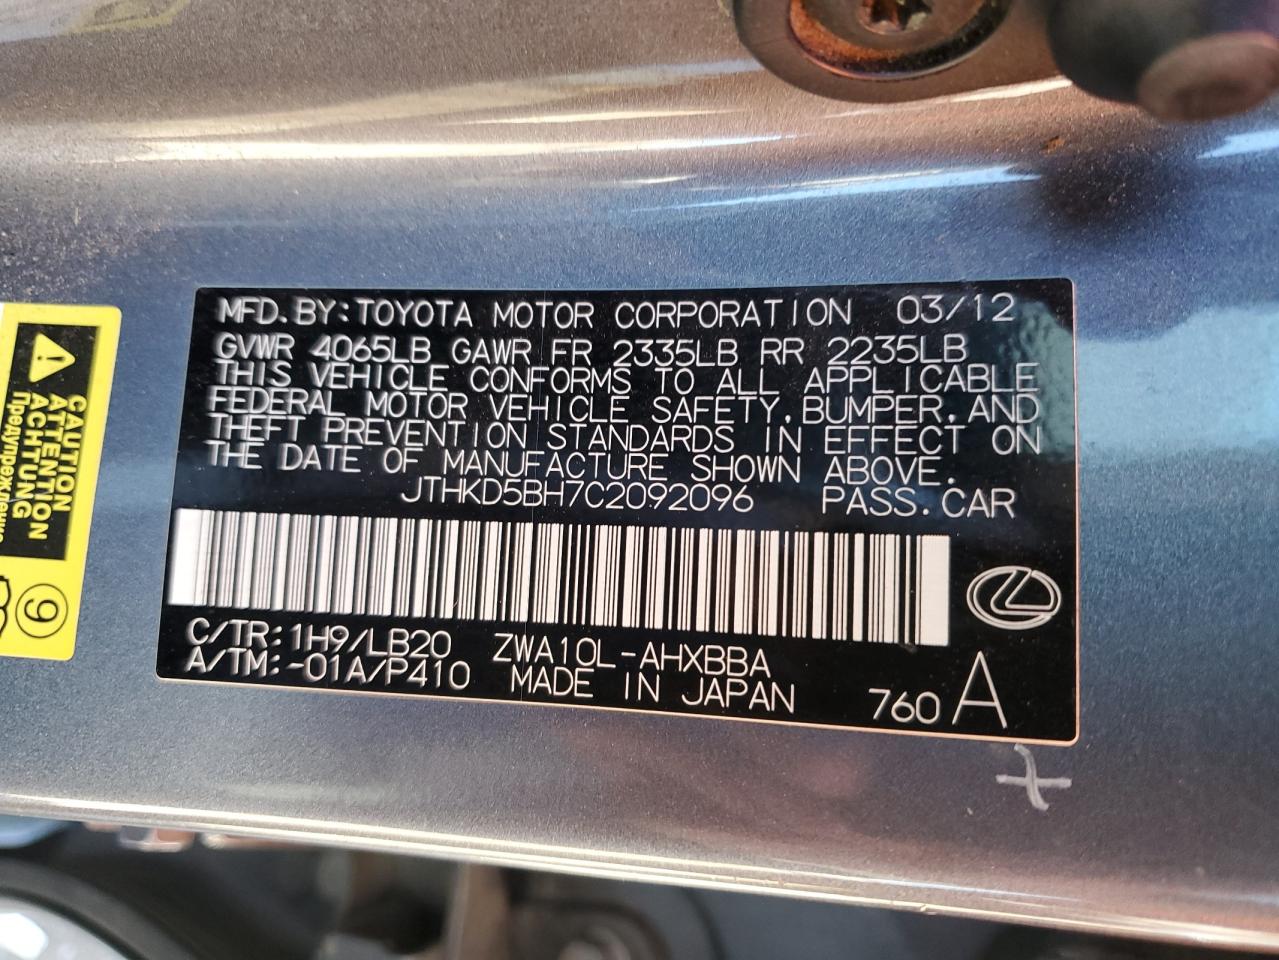 MFD. BY: TOYOTA MOTOR CORPORATION 03/12
GVWR 4065LB GAWR FR 2335LB RR 2235LB
THIS VEHICLE CONFORMS TO ALL APPLICABLE
FEDERAL MOTOR VEHICLE SAFETY, BUMPER, AND
THEFT PREVENTION STANDARDS IN EFFECT ON
THE DATE OF MANUFACTURE SHOWN ABOVE.
JTHKD5BH7C2092096 PASS. CAR
C/TR: 1H9/LB20 ZWA10L-AHXBBA
A/TM: -01A/P410 MADE IN JAPAN 760 A
CAUTION
ATTENTION
ACHTUNG
9